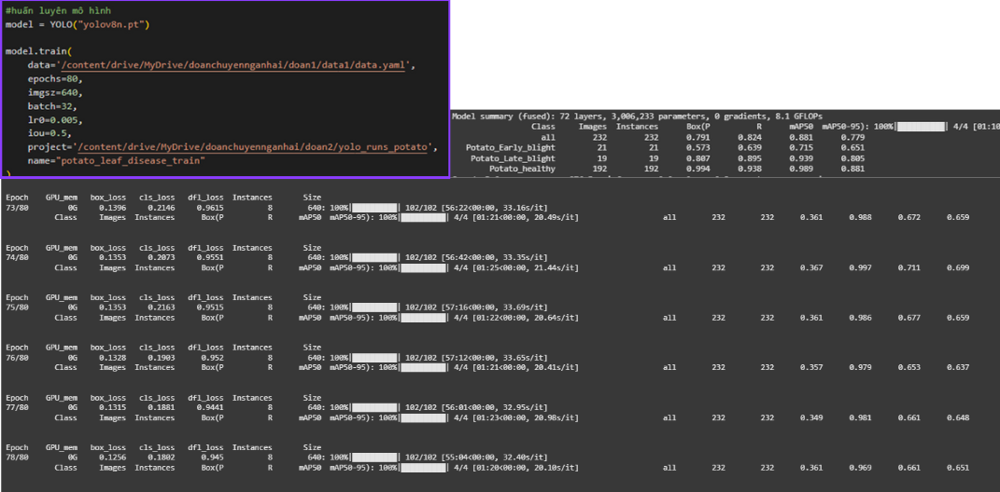 #huấn luyện mô hình
model = YOLO("yolov8n.pt")
model.train(
data='/content/drive/MyDrive/doanchuyennganhai/doan1/data1/data.yaml',
epochs=80,
imgsz=640,
batch=32,
lr0=0.005,
iou=0.5,
project='/content/drive/MyDrive/doanchuyennganhai/doan2/yolo_runs_potato',
name="potato_leaf_disease_train"
)
Model summary (fused): 72 layers, 3,006,233 parameters, 0 gradients, 8.1 GFLOPs
Class Images Instances Box(P R mAP50 mAP50-95): 100%|██████████| 4/4 [01:10
all 232 232 0.791 0.824 0.881 0.779
Potato_Early_blight 21 21 0.573 0.639 0.715 0.651
Potato_Late_blight 19 19 0.807 0.895 0.939 0.805
Potato_healthy 192 192 0.994 0.938 0.989 0.881
Epoch GPU_mem box_loss cls_loss dfl_loss Instances Size
73/80 0G 0.1396 0.2146 0.9615 8 640: 100%|██████████| 102/102 [56:22<00:00, 33.16s/it]
Class Images Instances Box(P R mAP50 mAP50-95): 100%|██████████| 4/4 [01:21<00:00, 20.49s/it] all 232 232 0.361 0.988 0.672 0.659
Epoch GPU_mem box_loss cls_loss dfl_loss Instances Size
74/80 0G 0.1353 0.2073 0.9551 8 640: 100%|██████████| 102/102 [56:42<00:00, 33.35s/it]
Class Images Instances Box(P R mAP50 mAP50-95): 100%|██████████| 4/4 [01:25<00:00, 21.44s/it] all 232 232 0.367 0.997 0.711 0.699
Epoch GPU_mem box_loss cls_loss dfl_loss Instances Size
75/80 0G 0.1353 0.2163 0.9515 8 640: 100%|██████████| 102/102 [57:16<00:00, 33.69s/it]
Class Images Instances Box(P R mAP50 mAP50-95): 100%|██████████| 4/4 [01:22<00:00, 20.64s/it] all 232 232 0.361 0.986 0.677 0.659
Epoch GPU_mem box_loss cls_loss dfl_loss Instances Size
76/80 0G 0.1328 0.1903 0.952 8 640: 100%|██████████| 102/102 [57:12<00:00, 33.65s/it]
Class Images Instances Box(P R mAP50 mAP50-95): 100%|██████████| 4/4 [01:21<00:00, 20.41s/it] all 232 232 0.357 0.979 0.653 0.637
Epoch GPU_mem box_loss cls_loss dfl_loss Instances Size
77/80 0G 0.1315 0.1881 0.9441 8 640: 100%|██████████| 102/102 [56:01<00:00, 32.95s/it]
Class Images Instances Box(P R mAP50 mAP50-95): 100%|██████████| 4/4 [01:23<00:00, 20.98s/it] all 232 232 0.349 0.981 0.661 0.648
Epoch GPU_mem box_loss cls_loss dfl_loss Instances Size
78/80 0G 0.1256 0.1802 0.945 8 640: 100%|██████████| 102/102 [55:04<00:00, 32.40s/it]
Class Images Instances Box(P R mAP50 mAP50-95): 100%|██████████| 4/4 [01:20<00:00, 20.10s/it] all 232 232 0.361 0.969 0.661 0.651